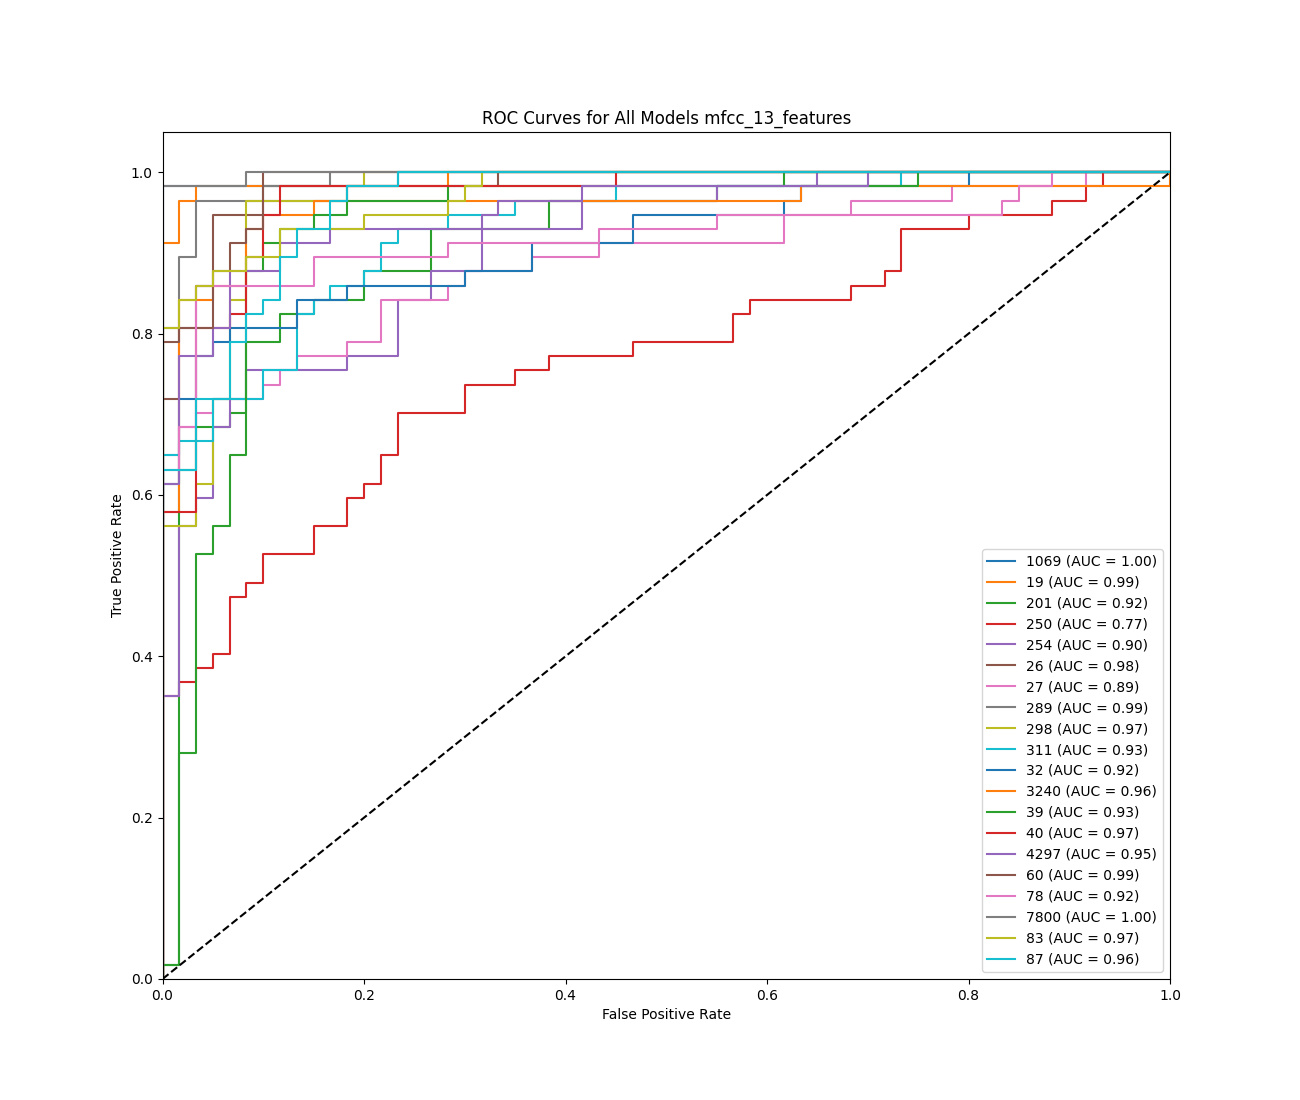 ROC Curves for All Models mfcc_13_features
1.0
0.8
0.6
0.4
0.2
0.0
True Positive Rate
0.0 0.2 0.4 0.6 0.8 1.0
False Positive Rate
1069 (AUC = 1.00)
19 (AUC = 0.99)
201 (AUC = 0.92)
250 (AUC = 0.77)
254 (AUC = 0.90)
26 (AUC = 0.98)
27 (AUC = 0.89)
289 (AUC = 0.99)
298 (AUC = 0.97)
311 (AUC = 0.93)
32 (AUC = 0.92)
3240 (AUC = 0.96)
39 (AUC = 0.93)
40 (AUC = 0.97)
4297 (AUC = 0.95)
60 (AUC = 0.99)
78 (AUC = 0.92)
7800 (AUC = 1.00)
83 (AUC = 0.97)
87 (AUC = 0.96)